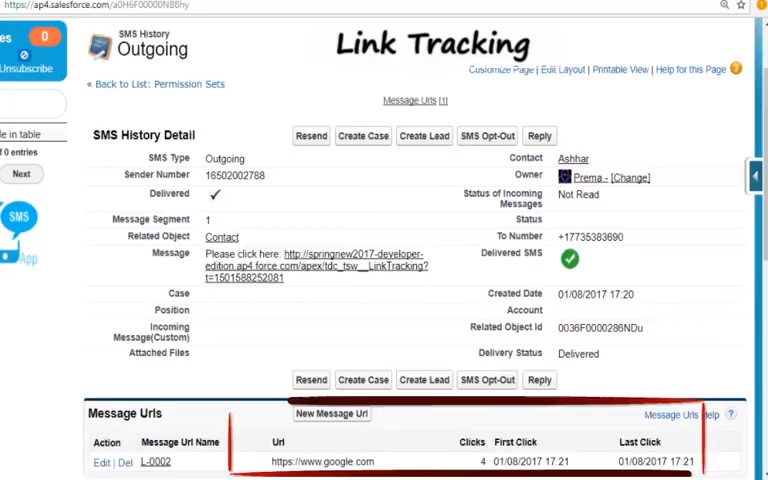 https://ap4.salesforce.com/a0H6F00000NB8hy
es 0
Unsubscribe
SMS History
Outgoing
Link Tracking
Customize Page | Edit Layout | Printable View | Help for this Page ?
« Back to List: Permission Sets
Message Urls [1]
le in table
of 0 entries
Next
SMS
App
SMS History Detail Resend Create Case Create Lead SMS Opt-Out Reply
SMS Type Outgoing Contact Ashhar
Sender Number 16502002788 Owner Prema - [Change]
Delivered ✓ Status of Incoming Messages Not Read
Message Segment 1 Status
Related Object Contact To Number +17735383690
Message Please click here: http://springnew2017-developer-
edition.ap4.force.com/apex/tdc_tsw__LinkTracking?
t=1501588252081
Delivered SMS
Case Created Date 01/08/2017 17:20
Position Account
Incoming Message(Custom) Related Object Id 0036F0000286NDu
Attached Files Delivery Status Delivered
Resend Create Case Create Lead SMS Opt-Out Reply
Message Urls New Message Url Message Urls Help ?
Action Message Url Name Url Clicks First Click Last Click
Edit | Del L-0002 https://www.google.com 4 01/08/2017 17:21 01/08/2017 17:21